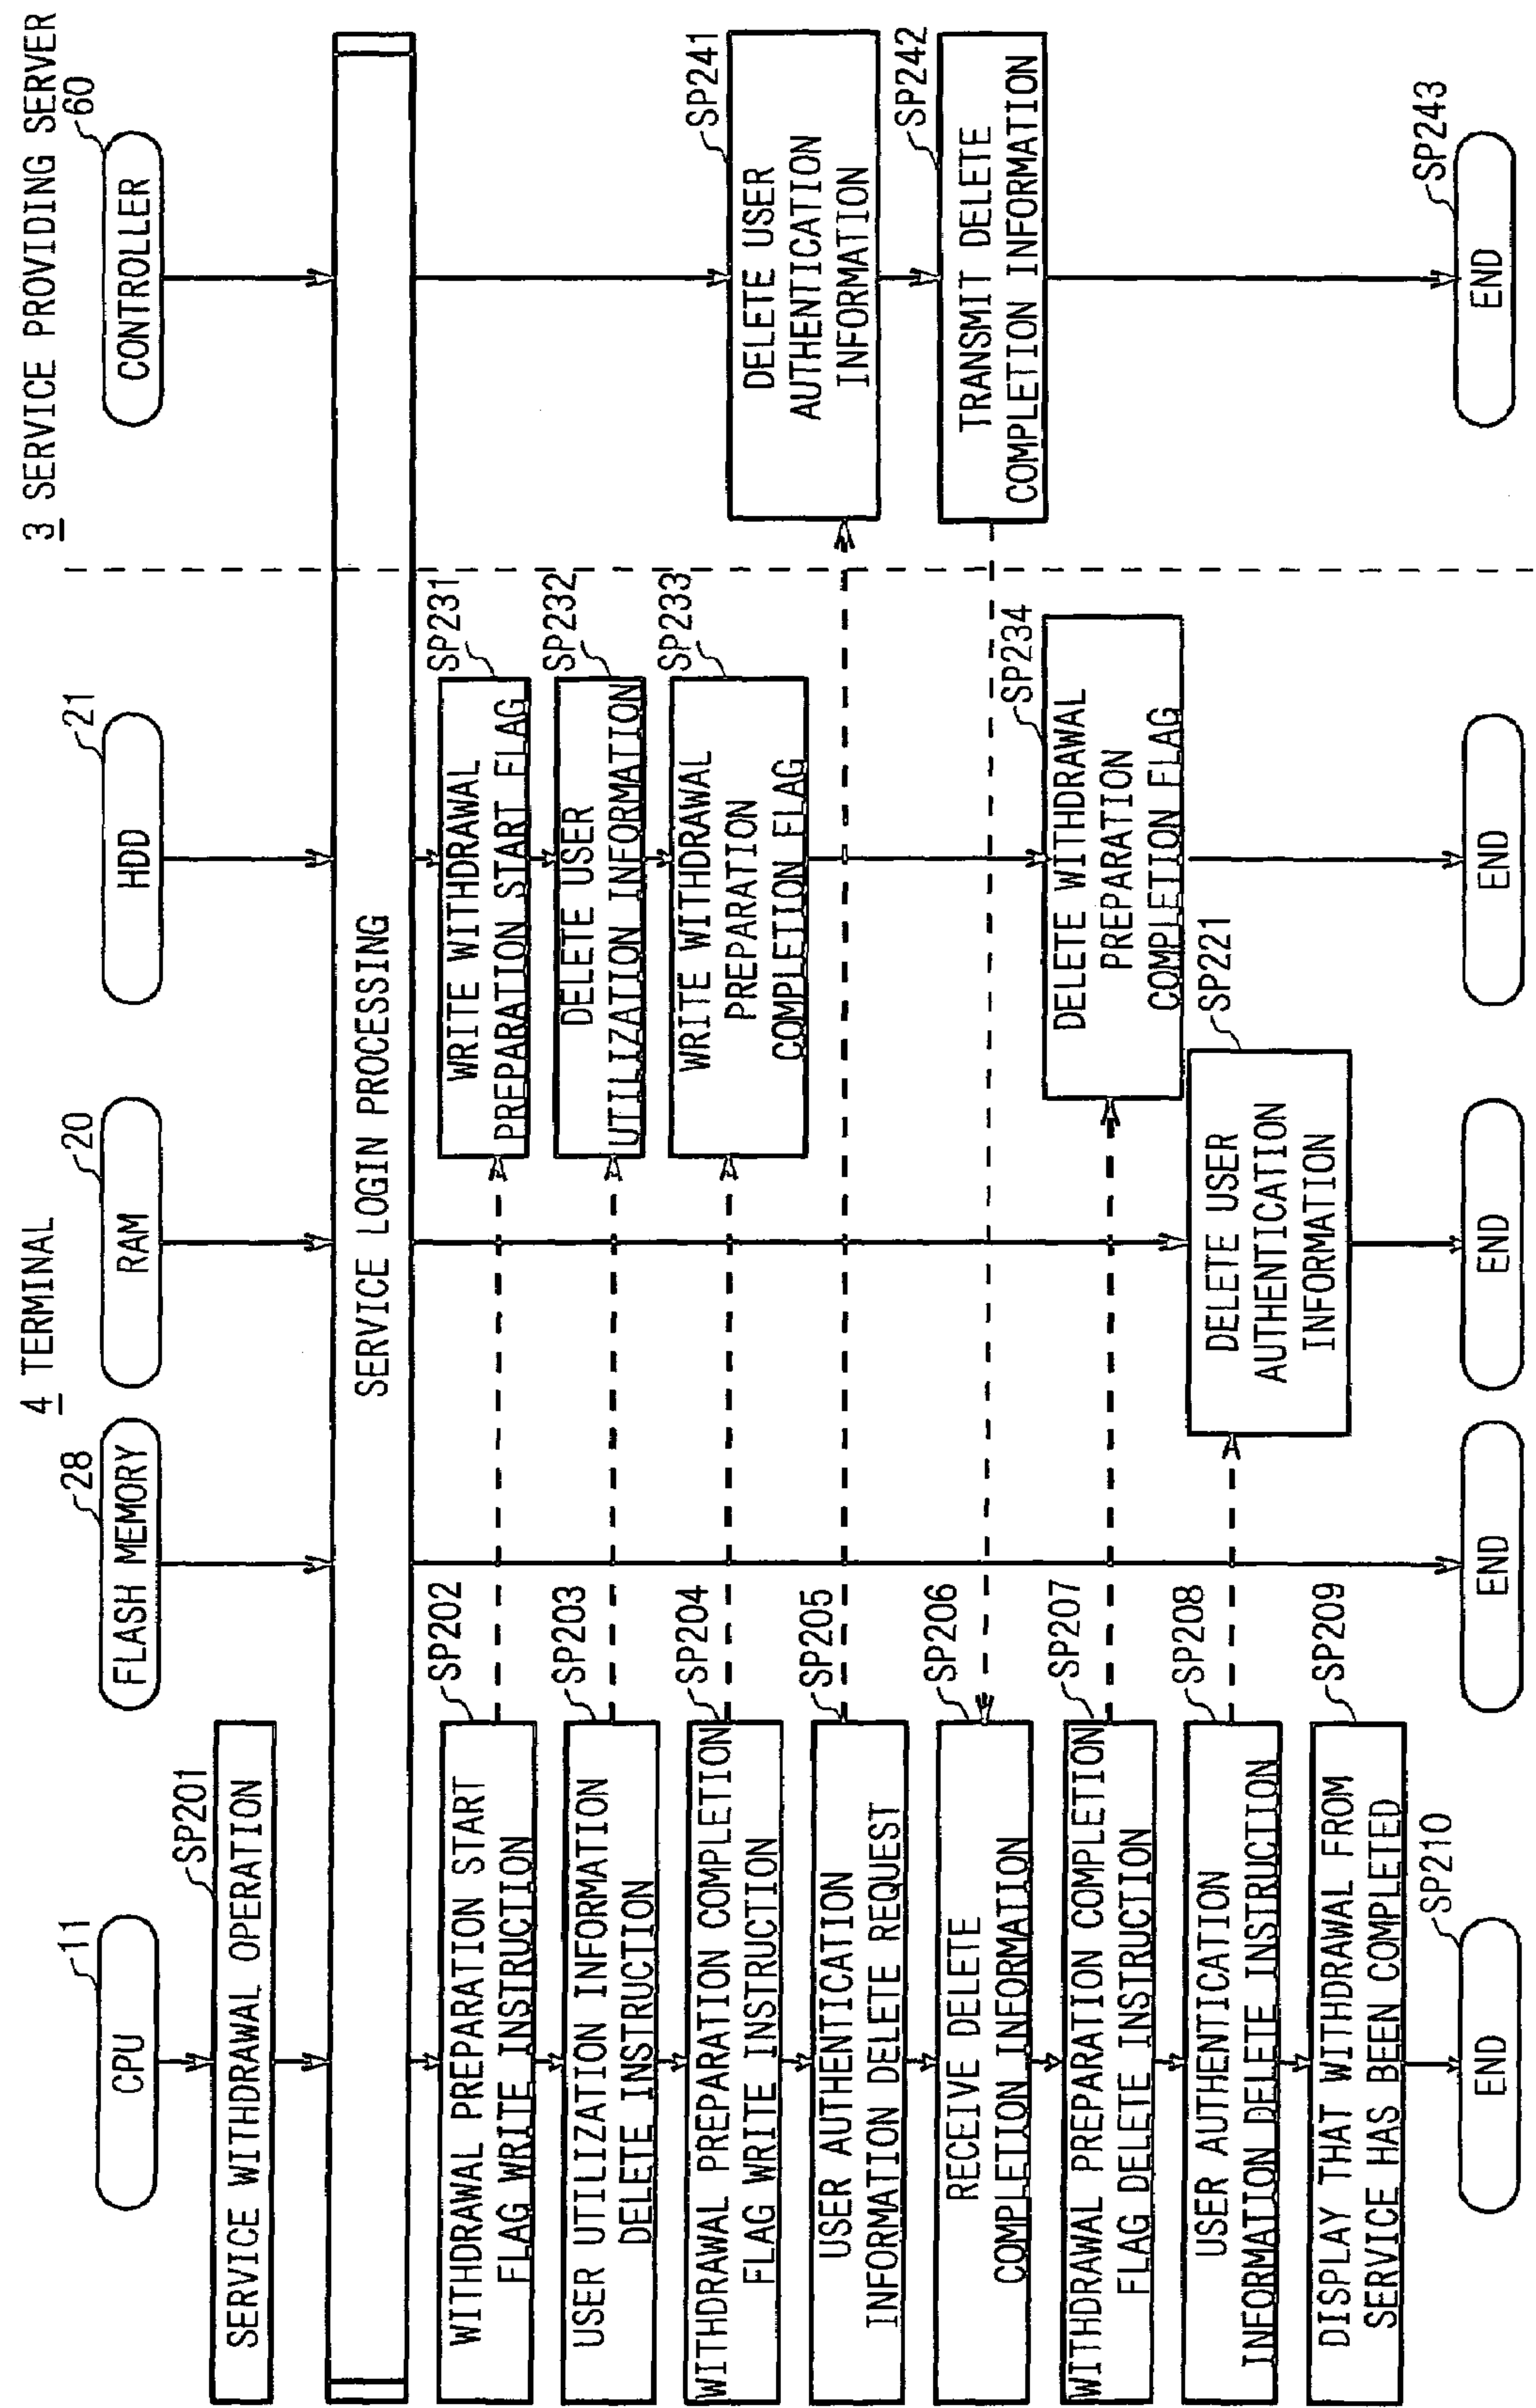 4 TERMINAL
3 SERVICE PROVIDING SERVER
11
28
20
21
60
CPU
FLASH MEMORY
RAM
HDD
CONTROLLER
SP201
SERVICE WITHDRAWAL OPERATION
SERVICE LOGIN PROCESSING
SP202
WITHDRAWAL PREPARATION START
FLAG WRITE INSTRUCTION
SP231
WRITE WITHDRAWAL
PREPARATION START FLAG
SP203
USER UTILIZATION INFORMATION
DELETE INSTRUCTION
SP232
DELETE USER
UTILIZATION INFORMATION
SP204
WITHDRAWAL PREPARATION COMPLETION
FLAG WRITE INSTRUCTION
SP233
WRITE WITHDRAWAL
PREPARATION
COMPLETION FLAG
SP205
USER AUTHENTICATION
INFORMATION DELETE REQUEST
SP241
DELETE USER
AUTHENTICATION
INFORMATION
SP206
RECEIVE DELETE
COMPLETION INFORMATION
SP242
TRANSMIT DELETE
COMPLETION INFORMATION
SP207
WITHDRAWAL PREPARATION COMPLETION
FLAG DELETE INSTRUCTION
SP234
DELETE WITHDRAWAL
PREPARATION
COMPLETION FLAG
SP208
USER AUTHENTICATION
INFORMATION DELETE INSTRUCTION
SP221
DELETE USER
AUTHENTICATION
INFORMATION
SP209
DISPLAY THAT WITHDRAWAL FROM
SERVICE HAS BEEN COMPLETED
SP210
SP243
END
END
END
END
END